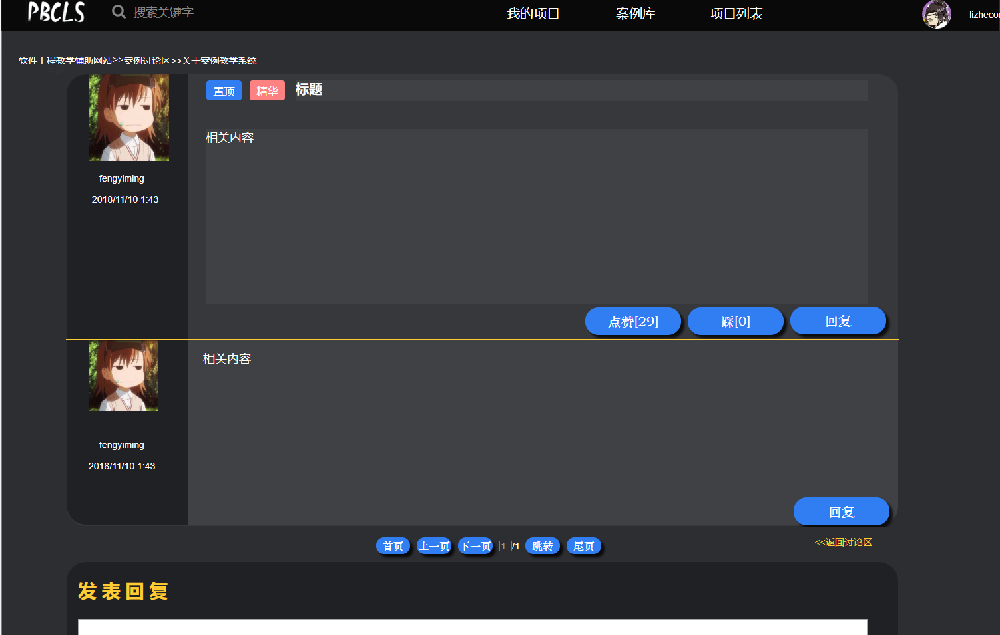 PBCLS 搜索关键字 我的项目 案例库 项目列表
软件工程教学辅助网站>>案例讨论区>>关于案例教学系统
置顶 精华 标题
相关内容
fengyiming
2018/11/10 1:43
点赞[29] 踩[0] 回复
相关内容
fengyiming
2018/11/10 1:43
回复
首页 上一页 下一页 1/1 跳转 尾页
<<返回讨论区
发表回复